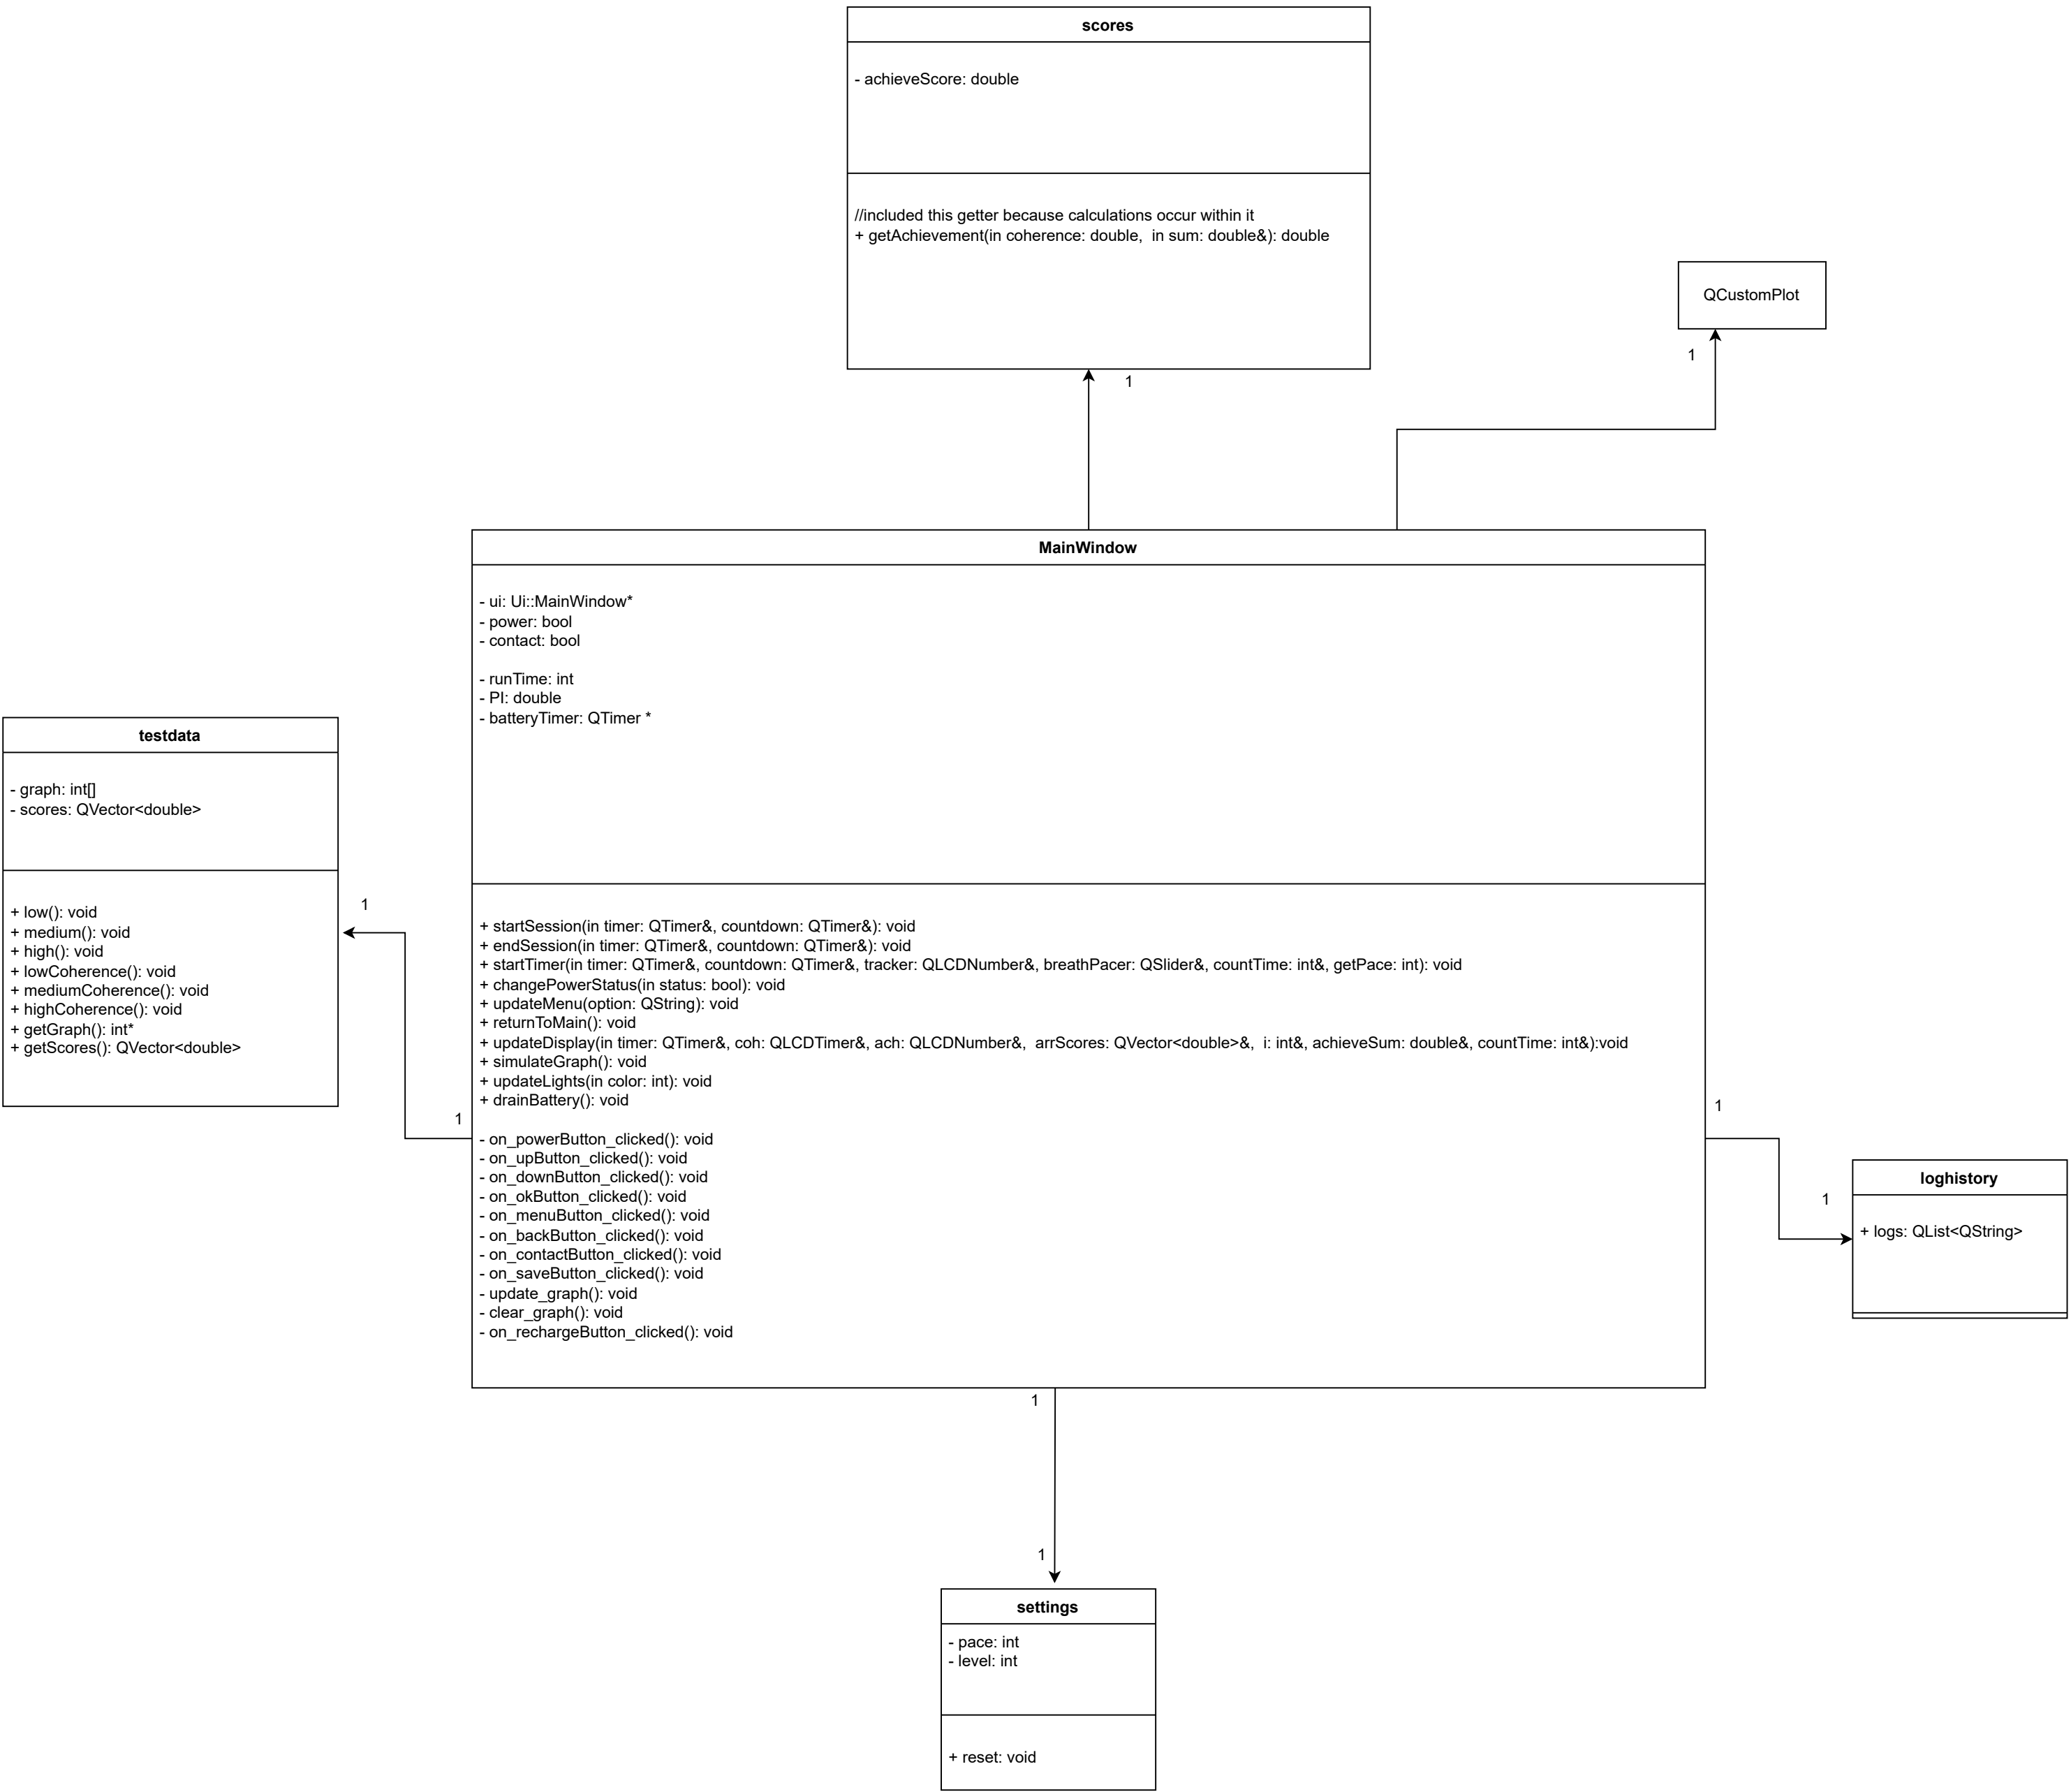 scores
- achieveScore: double
//included this getter because calculations occur within it
+ getAchievement(in coherence: double,  in sum: double&): double
QCustomPlot
1
1
MainWindow
- ui: Ui::MainWindow*
- power: bool
- contact: bool
- runTime: int
- PI: double
- batteryTimer: QTimer *
+ startSession(in timer: QTimer&, countdown: QTimer&): void
+ endSession(in timer: QTimer&, countdown: QTimer&): void
+ startTimer(in timer: QTimer&, countdown: QTimer&, tracker: QLCDNumber&, breathPacer: QSlider&, countTime: int&, getPace: int): void
+ changePowerStatus(in status: bool): void
+ updateMenu(option: QString): void
+ returnToMain(): void
+ updateDisplay(in timer: QTimer&, coh: QLCDTimer&, ach: QLCDNumber&,  arrScores: QVector<double>&,  i: int&, achieveSum: double&, countTime: int&):void
+ simulateGraph(): void
+ updateLights(in color: int): void
+ drainBattery(): void
- on_powerButton_clicked(): void
- on_upButton_clicked(): void
- on_downButton_clicked(): void
- on_okButton_clicked(): void
- on_menuButton_clicked(): void
- on_backButton_clicked(): void
- on_contactButton_clicked(): void
- on_saveButton_clicked(): void
- update_graph(): void
- clear_graph(): void
- on_rechargeButton_clicked(): void
testdata
- graph: int[]
- scores: QVector<double>
+ low(): void
+ medium(): void
+ high(): void
+ lowCoherence(): void
+ mediumCoherence(): void
+ highCoherence(): void
+ getGraph(): int*
+ getScores(): QVector<double>
1
1
1
1
loghistory
+ logs: QList<QString>
1
1
settings
- pace: int
- level: int
+ reset: void